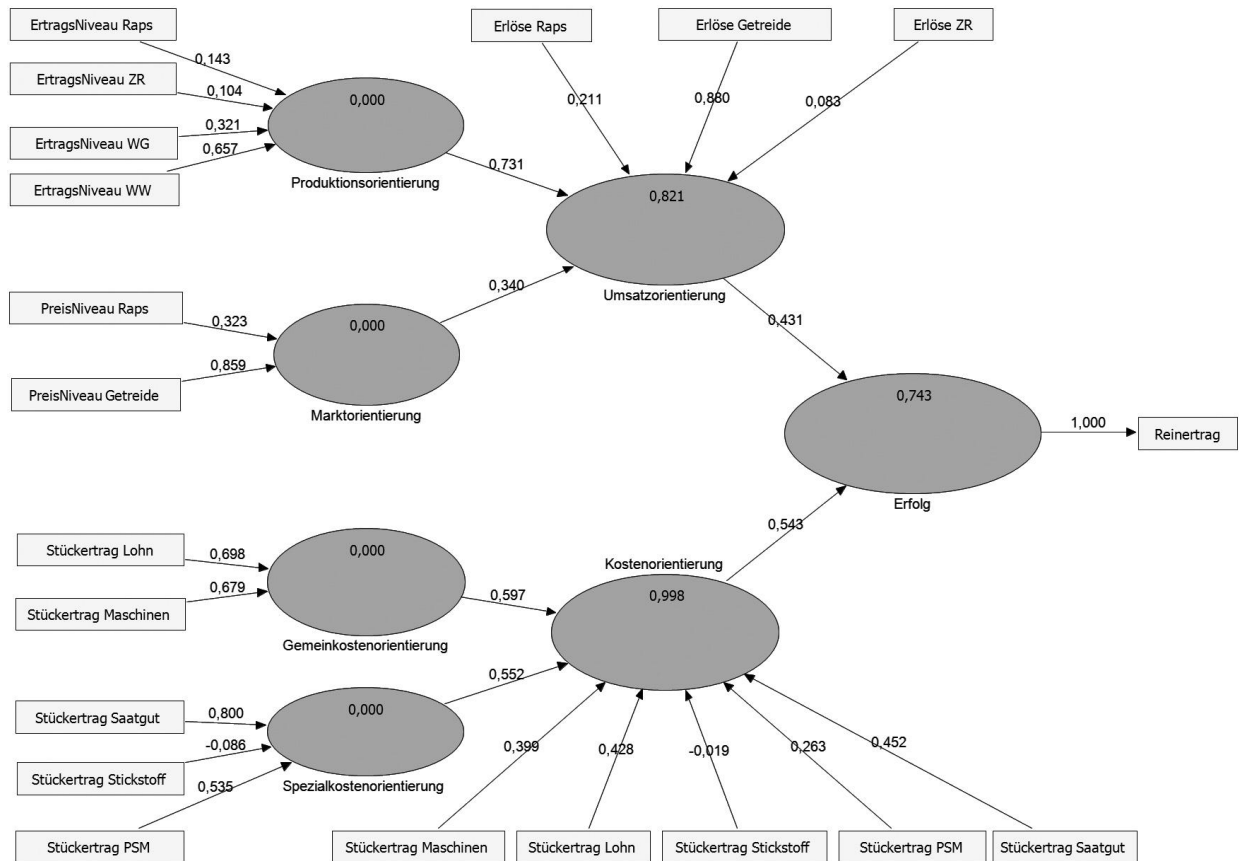 ErtragsNiveau Raps
0,143
ErtragsNiveau ZR
0,104
ErtragsNiveau WG
0,321
0,657
ErtragsNiveau WW
0,000
Produktionsorientierung
0,731
Erlöse Raps
Erlöse Getreide
Erlöse ZR
0,211
0,880
0,083
0,821
Umsatzorientierung
PreisNiveau Raps
0,323
0,859
PreisNiveau Getreide
0,000
Marktorientierung
0,340
0,431
0,743
Erfolg
1,000
Reinertrag
Stückertrag Lohn
0,698
0,679
Stückertrag Maschinen
0,000
Gemeinkostenorientierung
0,597
Kostenorientierung
0,998
0,543
Stückertrag Saatgut
0,800
-0,086
Stückertrag Stickstoff
0,535
Stückertrag PSM
0,000
Spezialkostenorientierung
0,552
0,399
0,428
-0,019
0,263
0,452
Stückertrag Maschinen
Stückertrag Lohn
Stückertrag Stickstoff
Stückertrag PSM
Stückertrag Saatgut